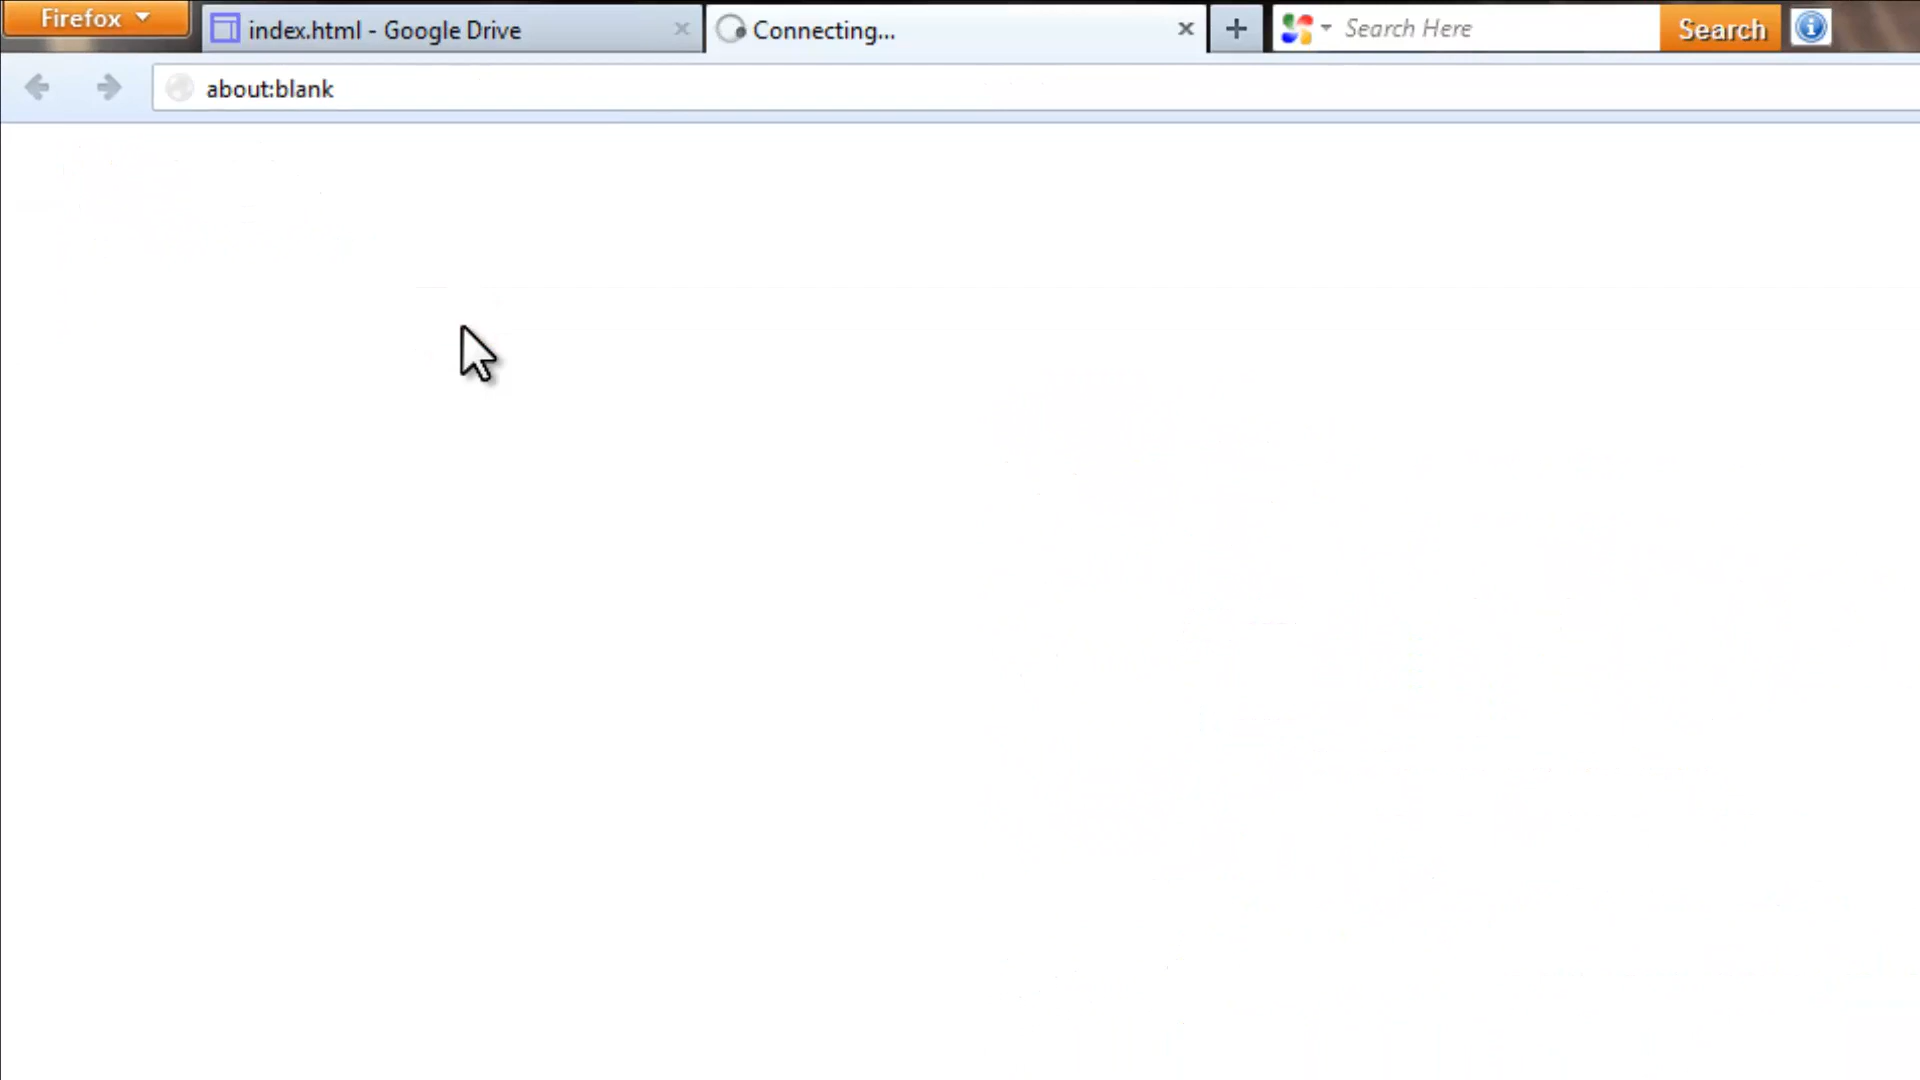 Firefox
index.html - Google Drive
Connecting...
Search Here
Search
about:blank